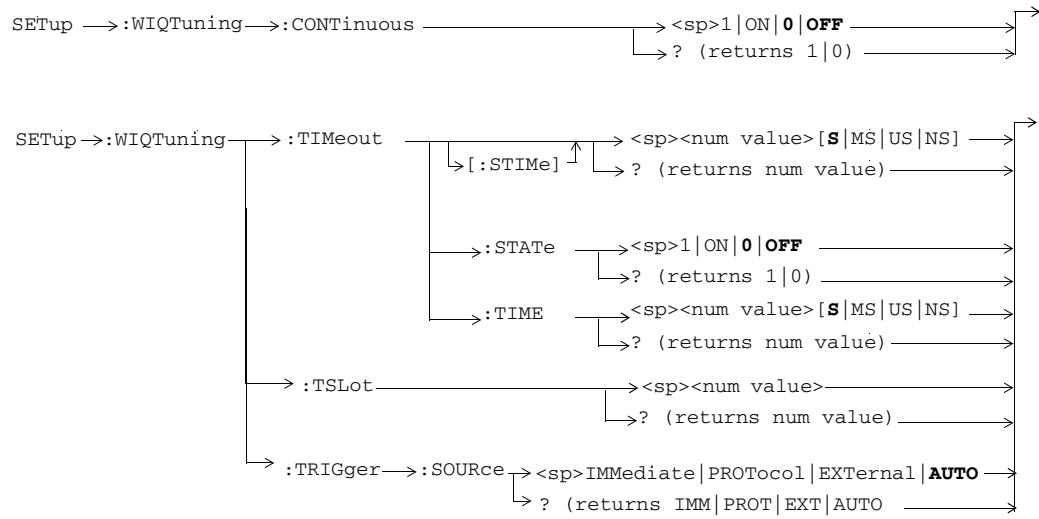 SETup :WIQTuning :CONTinuous <sp>1|ON|0|OFF
? (returns 1|0)
SETup :WIQTuning :TIMeout <sp><num value>[S|MS|US|NS]
[:STIMe] ? (returns num value)
:STATe <sp>1|ON|0|OFF
? (returns 1|0)
:TIME <sp><num value>[S|MS|US|NS]
? (returns num value)
:TSLot <sp><num value>
? (returns num value)
:TRIGger :SOURce <sp>IMMediate|PROTocol|EXTernal|AUTO
? (returns IMM|PROT|EXT|AUTO